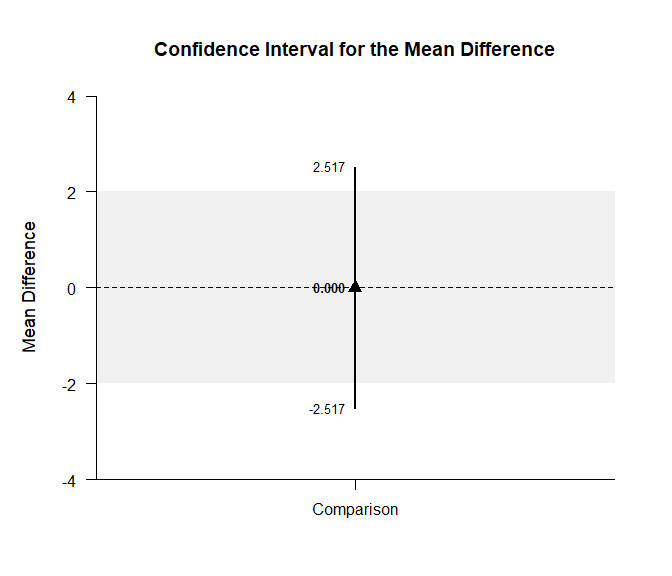 Confidence Interval for the Mean Difference
4
2.517
2
Mean Difference
0
0.000
-2
-2.517
-4
Comparison